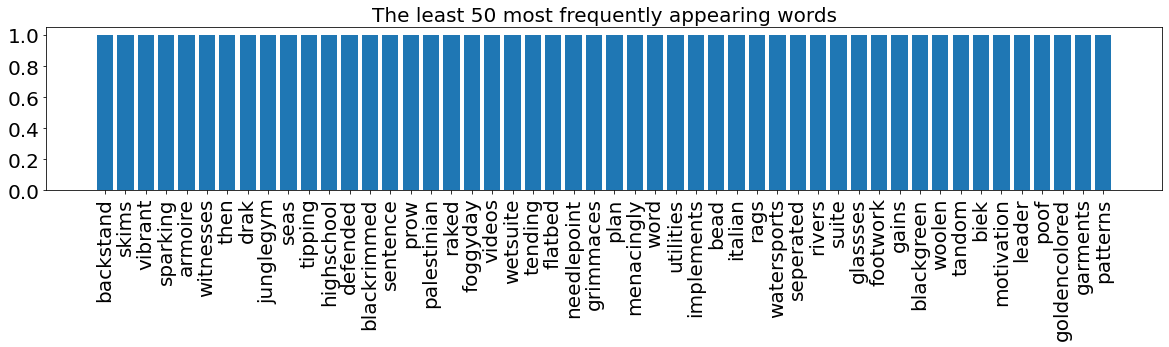 The least 50 most frequently appearing words
1.0
0.8
0.6
0.4
0.2
0.0
backstand
skims
vibrant
sparking
armoire
witnesses
then
drak
junglegym
seas
tipping
highschool
defended
blackrimmed
sentence
prow
palestinian
raked
foggyday
videos
wetsuite
tending
flatbed
needlepoint
grimmaces
plan
menacingly
word
utilities
implements
bead
italian
rags
watersports
seperated
rivers
suite
glassses
footwork
gains
blackgreen
woolen
tandom
biek
motivation
leader
poof
goldencolored
garments
patterns